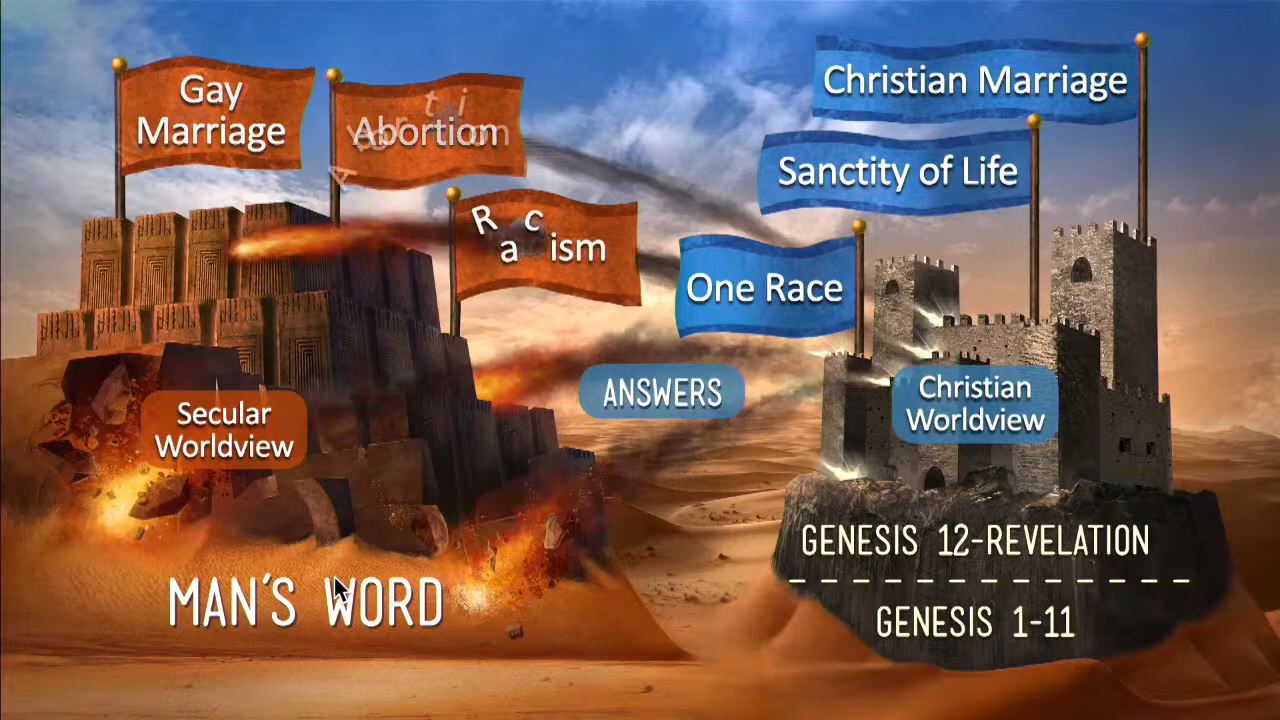 Gay
Marriage
Abortion
Racism
Christian Marriage
Sanctity of Life
One Race
ANSWERS
Secular
Worldview
Christian
Worldview
MAN'S WORD
GENESIS 12-REVELATION
GENESIS 1-11